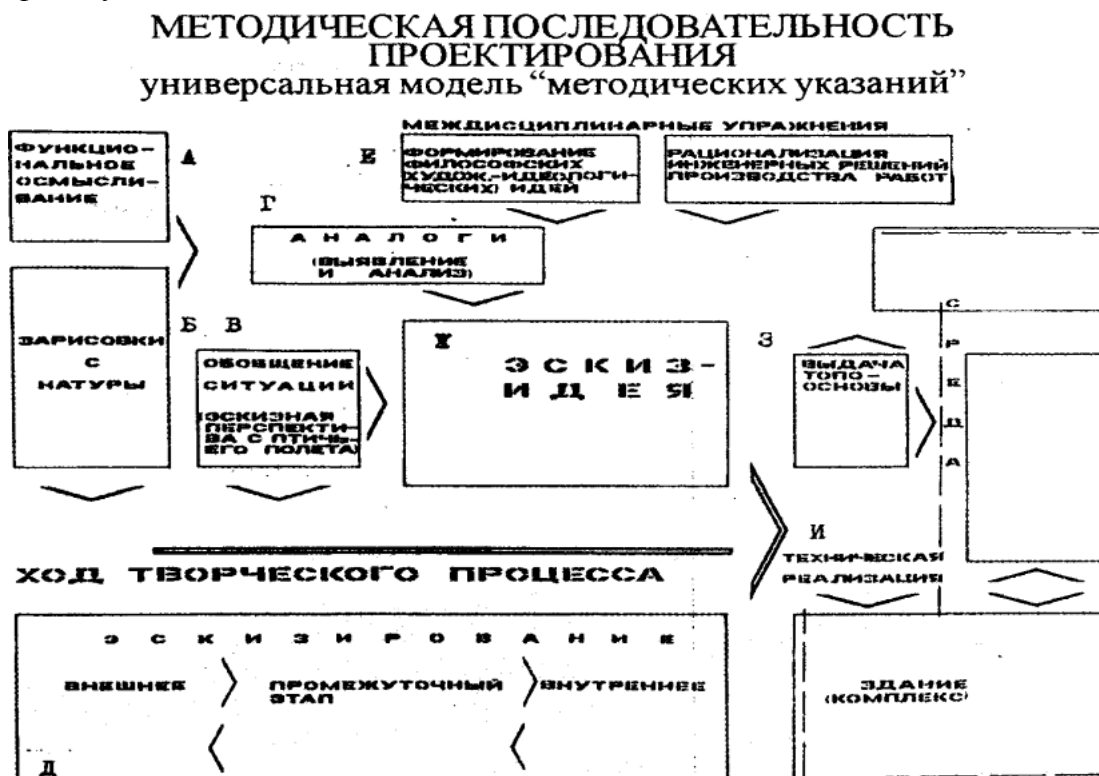 МЕТОДИЧЕСКАЯ ПОСЛЕДОВАТЕЛЬНОСТЬ
ПРОЕКТИРОВАНИЯ
универсальная модель “методических указаний”
МЕЖДИСЦИПЛИНАРНЫЕ УПРАЖНЕНИЯ
ФУНКЦИО-
НАЛЬНОЕ
ОСМЫСЛИ-
ВАНИЕ
А
Е
ФОРМИРОВАНИЕ
ФИЛОСОФСКИХ
ХУДОЖ.-ИДЕОЛОГИ-
ЧЕСКИХ) ИДЕЙ
РАЦИОНАЛИЗАЦИЯ
ИНЖЕНЕРНЫХ РЕШЕНИЙ
ПРОИЗВОДСТВА РАБОТ
Г
АНАЛОГИ
(ВЫЯВЛЕНИЕ
И АНАЛИЗ)
ЗАРИСОВКИ
С
НАТУРЫ
Б
В
ОБОБЩЕНИЕ
СИТУАЦИИ
(ЭСКИЗНАЯ
ПЕРСПЕКТИ-
ВА С ПТИЧЬ-
ЕГО ПОЛЕТА)
Ж
ЭСКИЗ-
ИДЕЯ
З
ВЫДАЧА
ТОПО-
ОСНОВЫ
СРЕДА
И
ТЕХНИЧЕСКАЯ
РЕАЛИЗАЦИЯ
ХОД ТВОРЧЕСКОГО ПРОЦЕССА
ЭСКИЗИРОВАНИЕ
ВНЕШНЕЕ
ПРОМЕЖУТОЧНЫЙ
ЭТАП
ВНУТРЕННЕЕ
Д
ЗДАНИЕ
(КОМПЛЕКС)